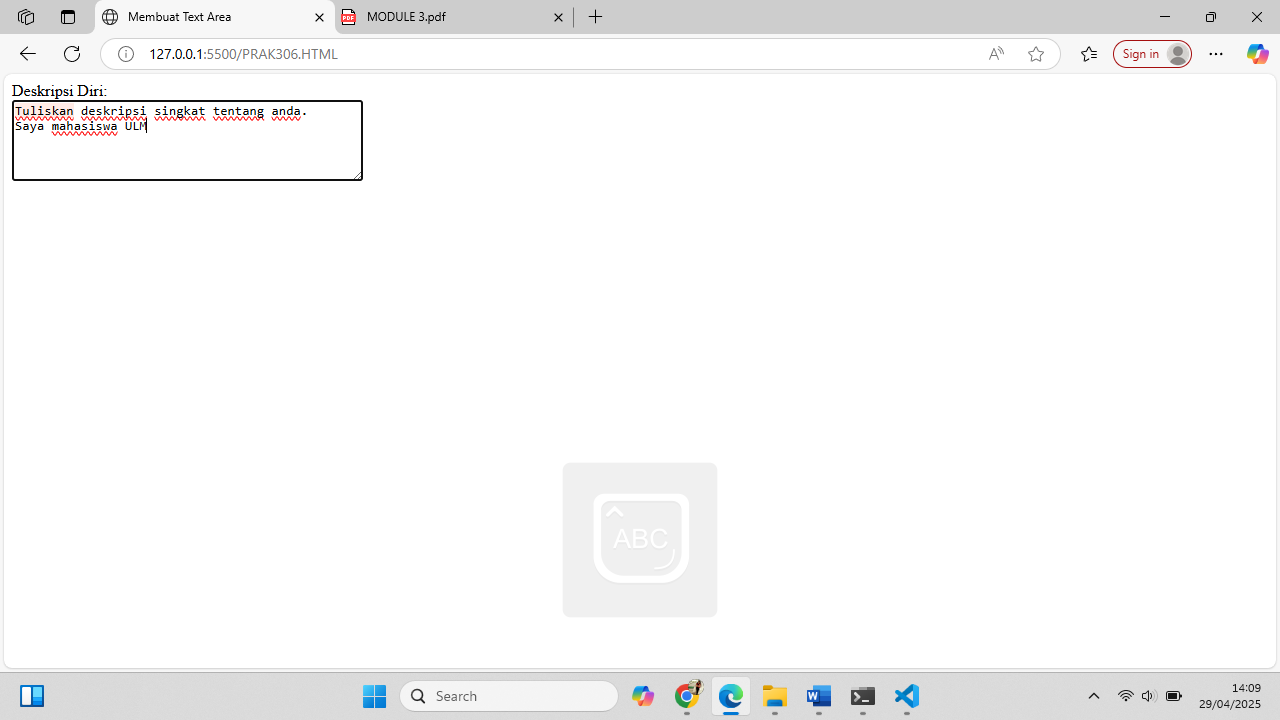 Membuat Text Area
MODULE 3.pdf
127.0.0.1:5500/PRAK306.HTML
Sign in
Deskripsi Diri:
Tuliskan deskripsi singkat tentang anda.
Saya mahasiswa ULM
ABC
Search
14:09
29/04/2025